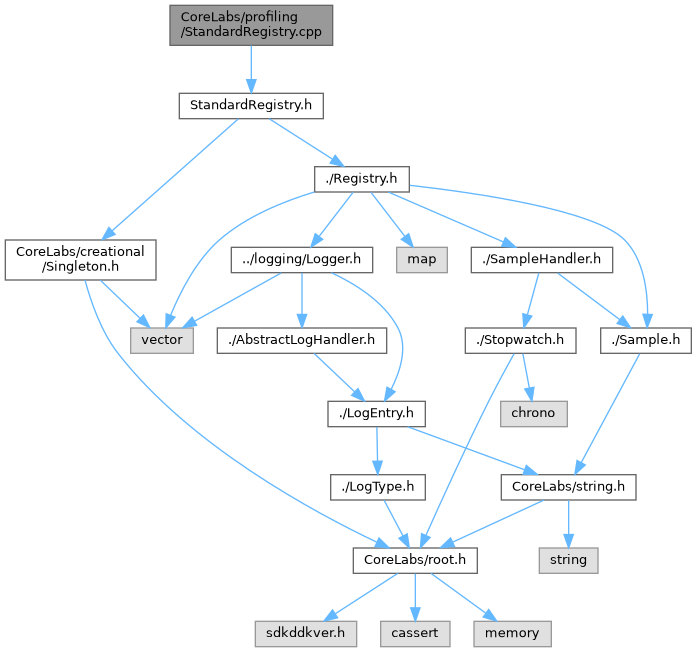 CoreLabs/profiling
/StandardRegistry.cpp
StandardRegistry.h
./Registry.h
CoreLabs/creational
/Singleton.h
../logging/Logger.h
map
./SampleHandler.h
vector
./AbstractLogHandler.h
./Stopwatch.h
./Sample.h
./LogEntry.h
chrono
./LogType.h
CoreLabs/string.h
CoreLabs/root.h
string
sdkddkver.h
cassert
memory